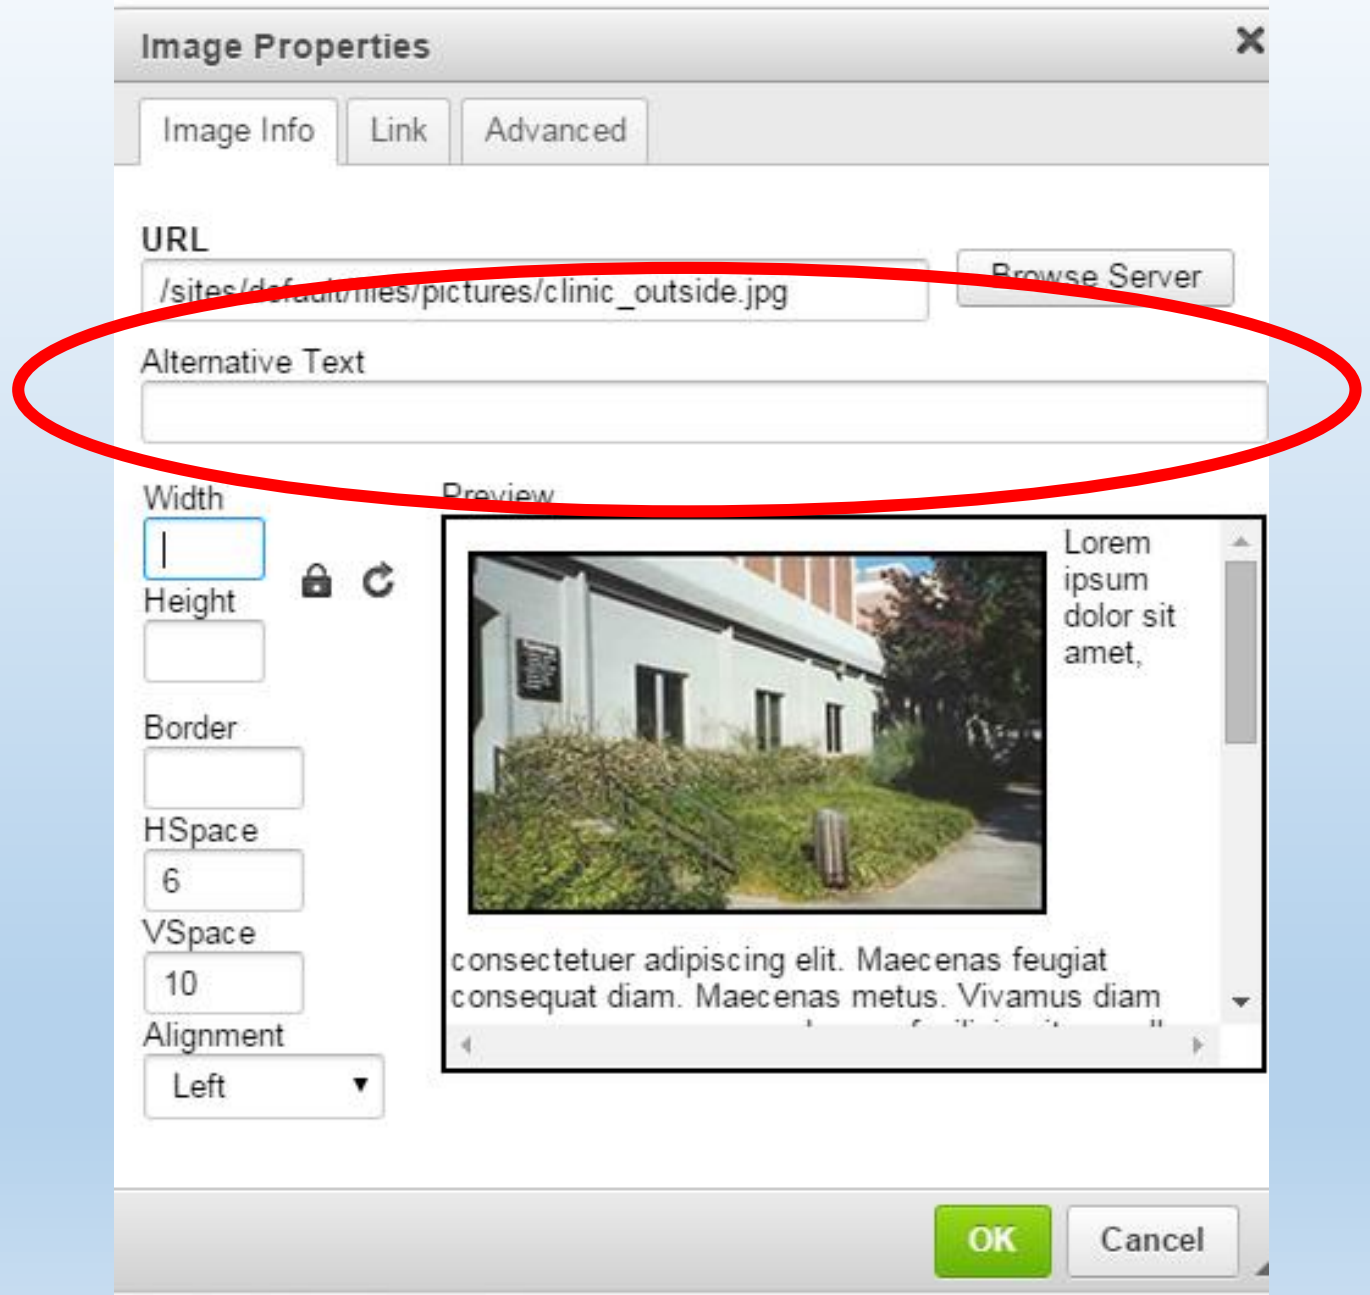 Image Properties
Image Info Link Advanced
URL
/sites/default/files/pictures/clinic_outside.jpg Browse Server
Alternative Text
Width
Preview
Height
Lorem
ipsum
dolor sit
amet,
Border
HSpace
6
VSpace
10
consectetuer adipiscing elit. Maecenas feugiat
consequat diam. Maecenas metus. Vivamus diam
Alignment
Left
OK Cancel